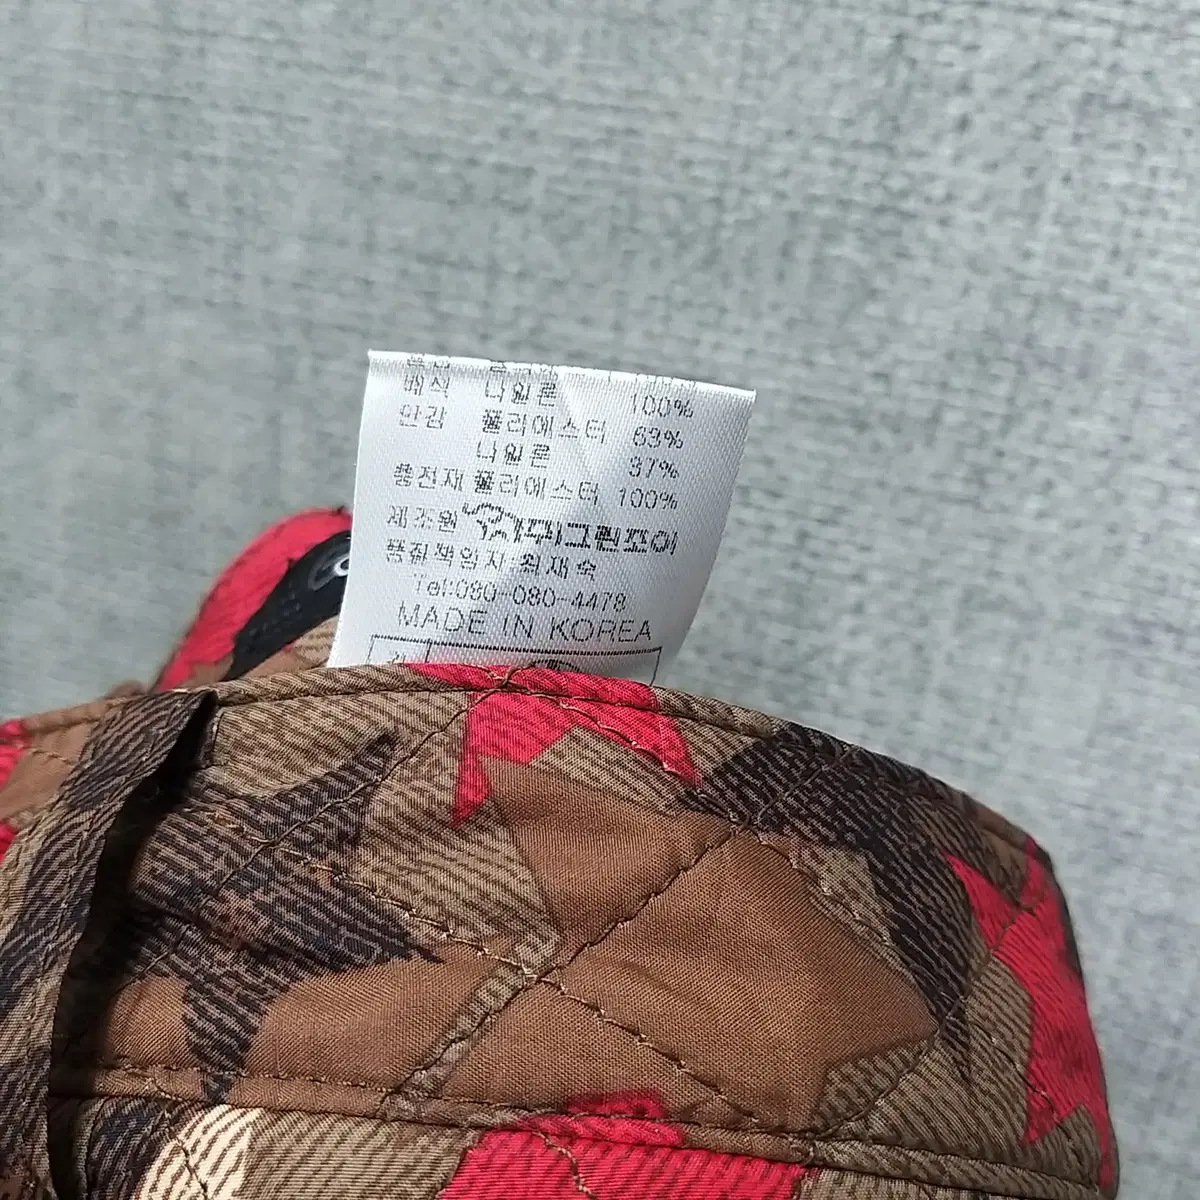 배색 나일론 100%
안감 폴리에스터 63%
나일론 37%
충전재 폴리에스터 100%
제조원
품질책임자 최재숙
Tel:080-080-4478
MADE IN KOREA